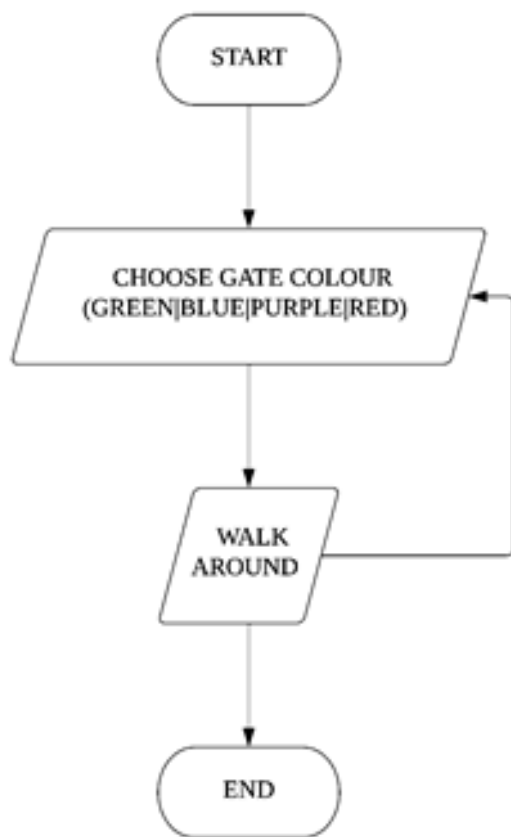 START
CHOOSE GATE COLOUR
(GREEN|BLUE|PURPLE|RED)
WALK
AROUND
END